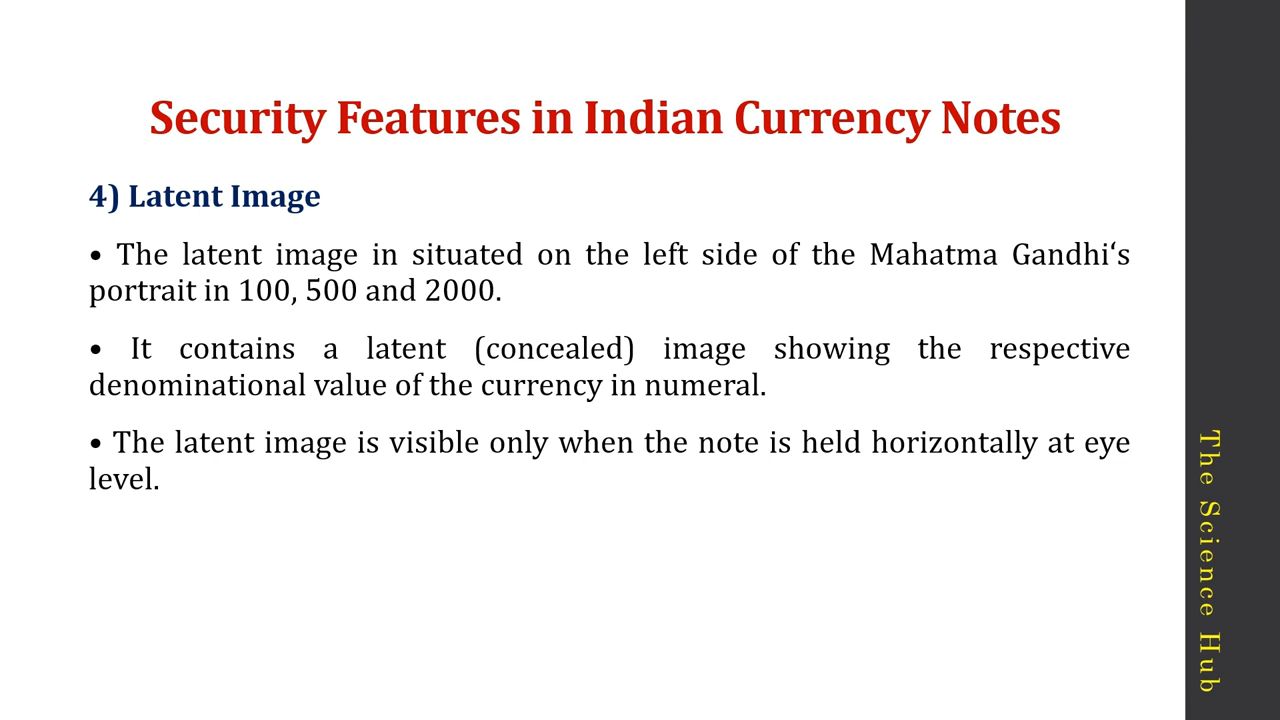 Security Features in Indian Currency Notes
4) Latent Image
• The latent image in situated on the left side of the Mahatma Gandhi‘s
portrait in 100, 500 and 2000.
• It contains a latent (concealed) image showing the respective
denominational value of the currency in numeral.
• The latent image is visible only when the note is held horizontally at eye
level.
The Science Hub